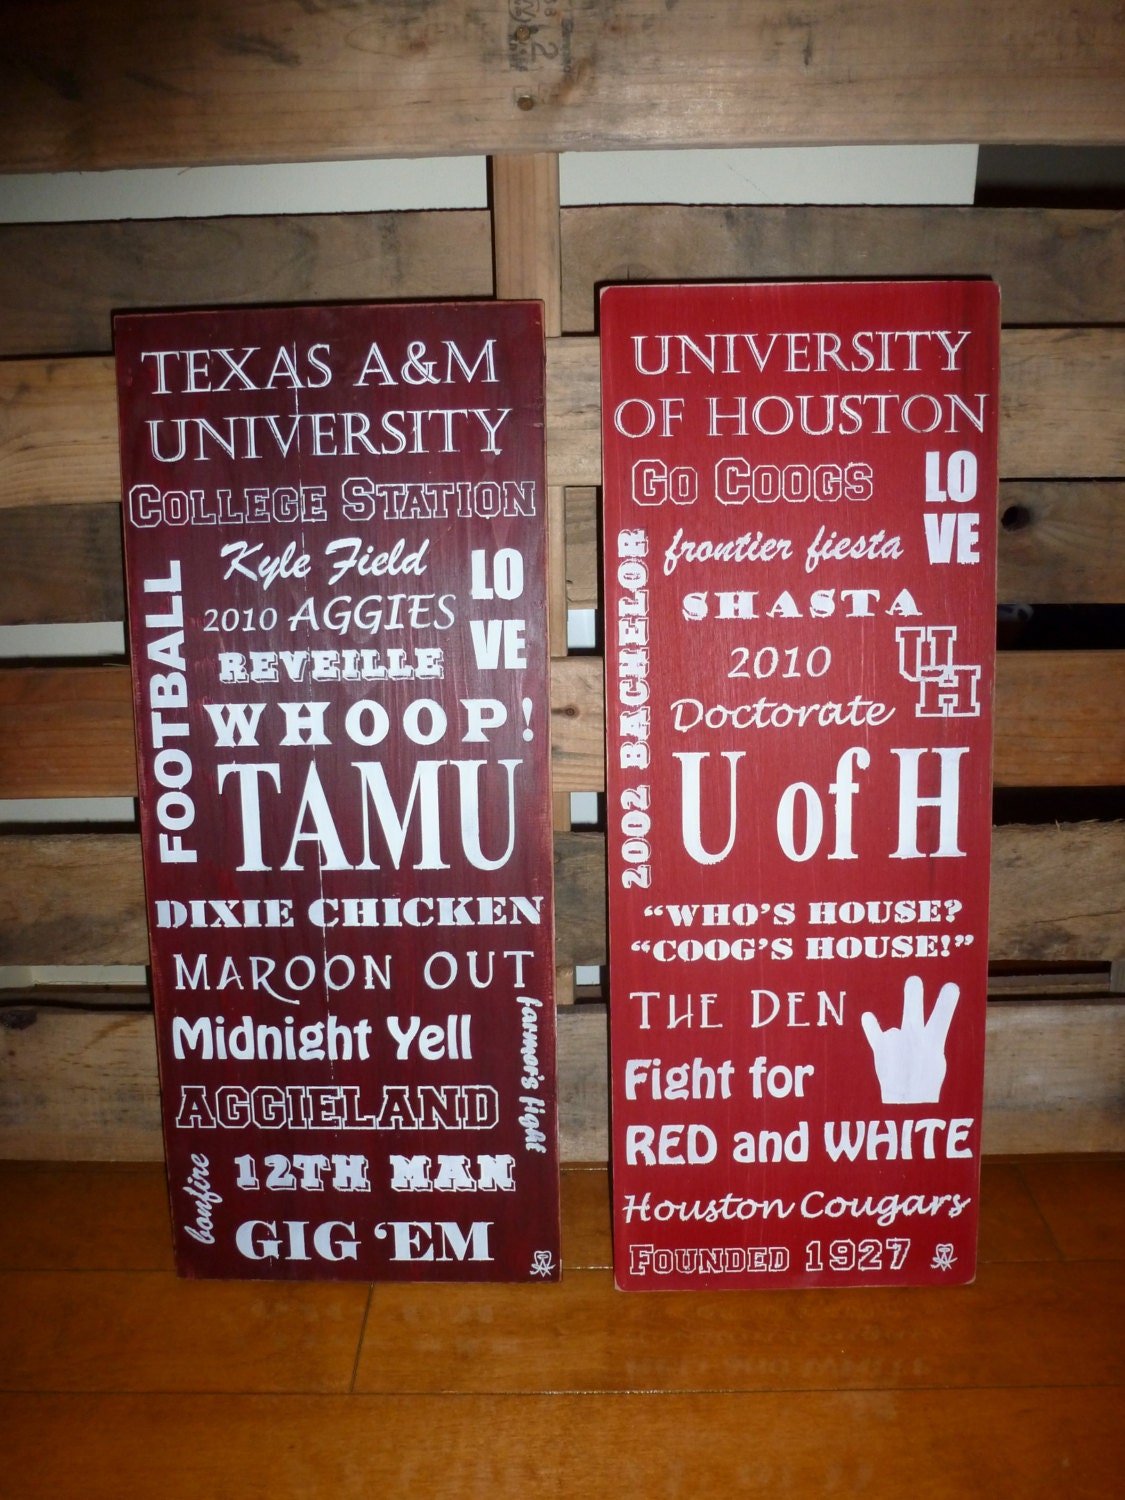 TEXAS A&M
UNIVERSITY
COLLEGE STATION
Kyle Field
LO
VE
2010 AGGIES
REVEILLE
FOOTBALL
WHOOP!
TAMU
DIXIE CHICKEN
MAROON OUT
Midnight Yell
farmer's fight
AGGIELAND
bonfire
12TH MAN
GIG 'EM
UNIVERSITY
OF HOUSTON
GO COOGS
LO
VE
frontier fiesta
SHASTA
2002 BACHELOR
2010
UH
Doctorate
U of H
"WHO'S HOUSE?
"COOG'S HOUSE!"
THE DEN
Fight for
RED and WHITE
Houston Cougars
FOUNDED 1927